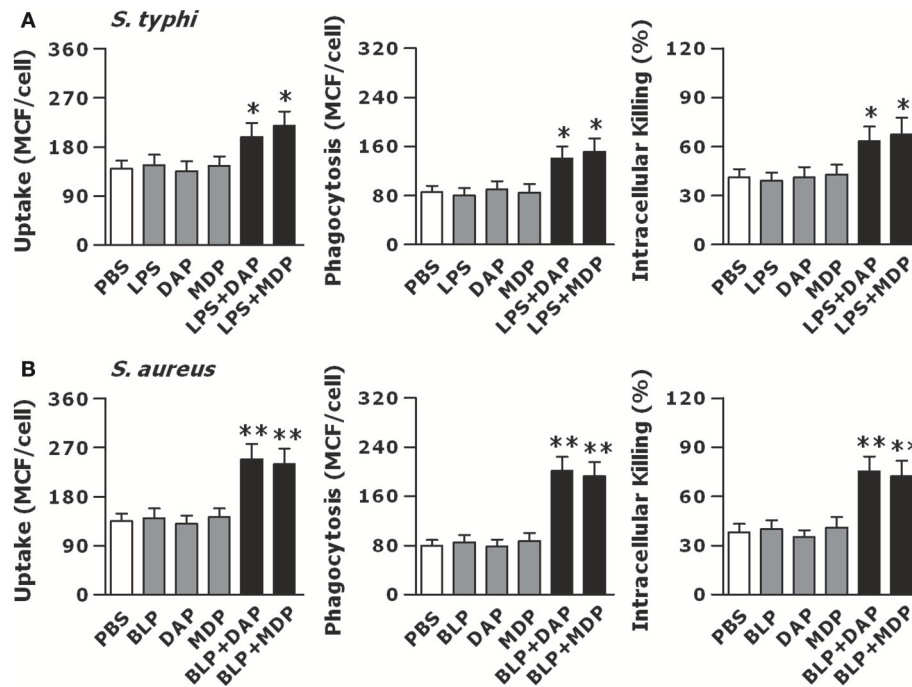 A
S. typhi
Uptake (MCF/cell)
360
270
180
90
0
PBS
LPS
DAP
MDP
LPS+DAP
LPS+MDP
*
*
Phagocytosis (MCF/cell)
320
240
160
80
0
PBS
LPS
DAP
MDP
LPS+DAP
LPS+MDP
*
*
Intracellular Killing (%)
120
90
60
30
0
PBS
LPS
DAP
MDP
LPS+DAP
LPS+MDP
*
*
B
S. aureus
Uptake (MCF/cell)
360
270
180
90
0
PBS
BLP
DAP
MDP
BLP+DAP
BLP+MDP
**
**
Phagocytosis (MCF/cell)
320
240
160
80
0
PBS
BLP
DAP
MDP
BLP+DAP
BLP+MDP
**
**
Intracellular Killing (%)
120
90
60
30
0
PBS
BLP
DAP
MDP
BLP+DAP
BLP+MDP
**
**